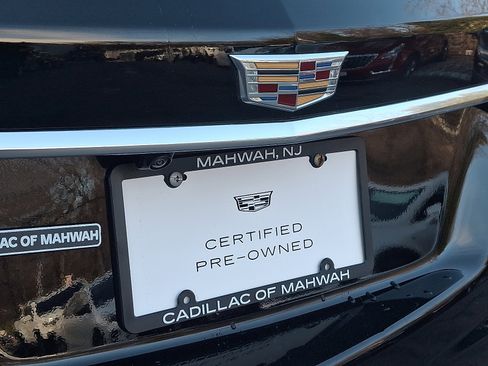 MAHWAH, NJ
CERTIFIED
PRE-OWNED
CADILLAC OF MAHWAH
AC OF MAHWAH